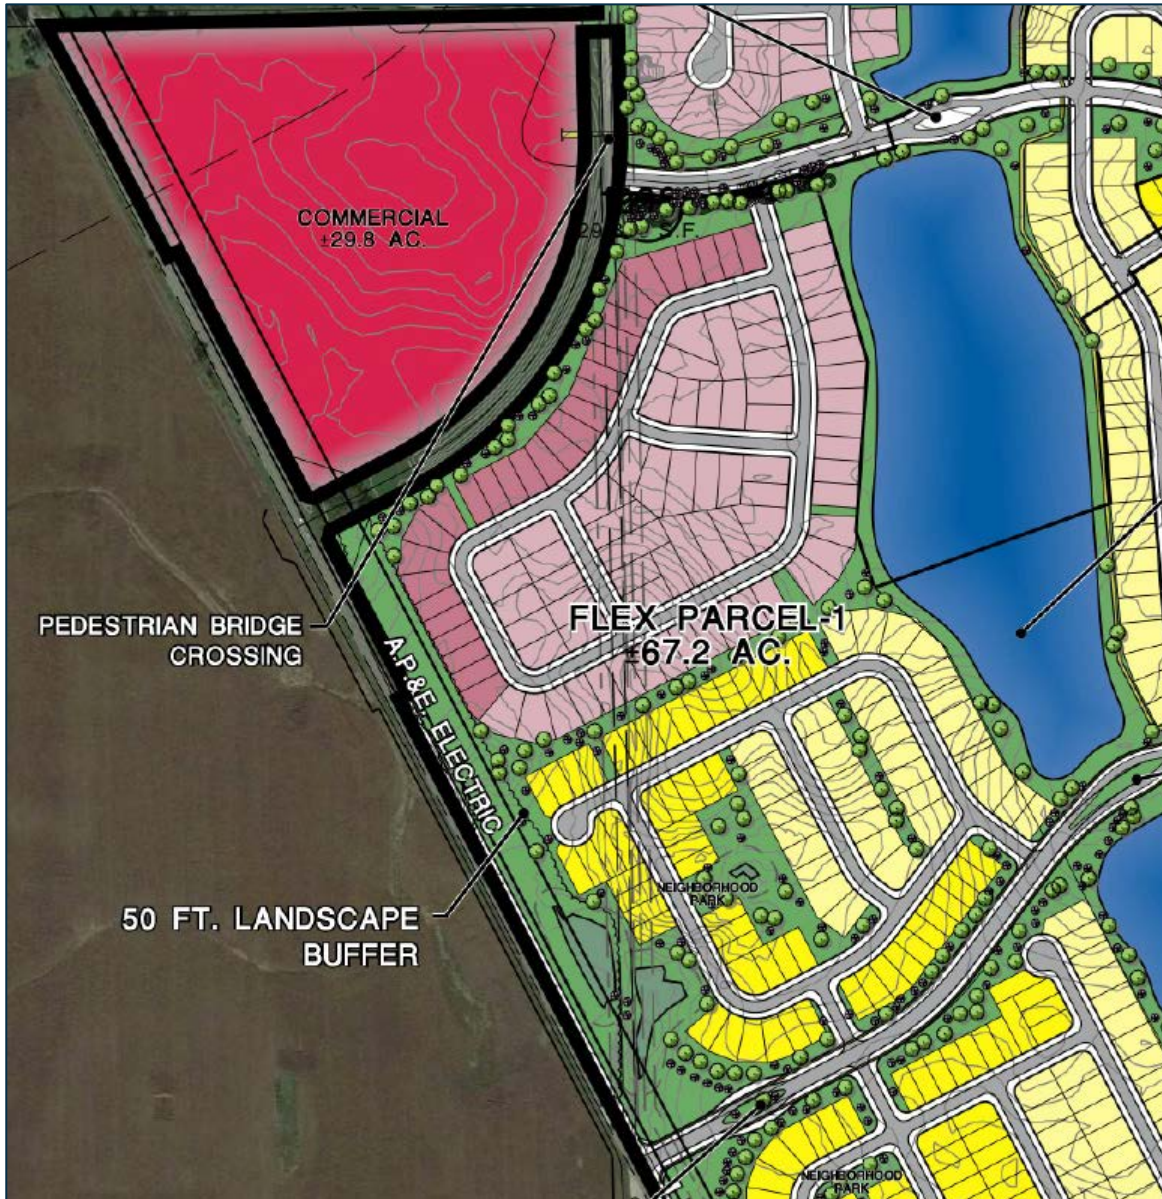 COMMERCIAL
±29.8 AC.
S.F.
PEDESTRIAN BRIDGE
CROSSING
FLEX PARCEL-1
±67.2 AC.
A.P.&E. ELECTRIC
50 FT. LANDSCAPE
BUFFER
NEIGHBORHOOD
PARK
NEIGHBORHOOD
PARK